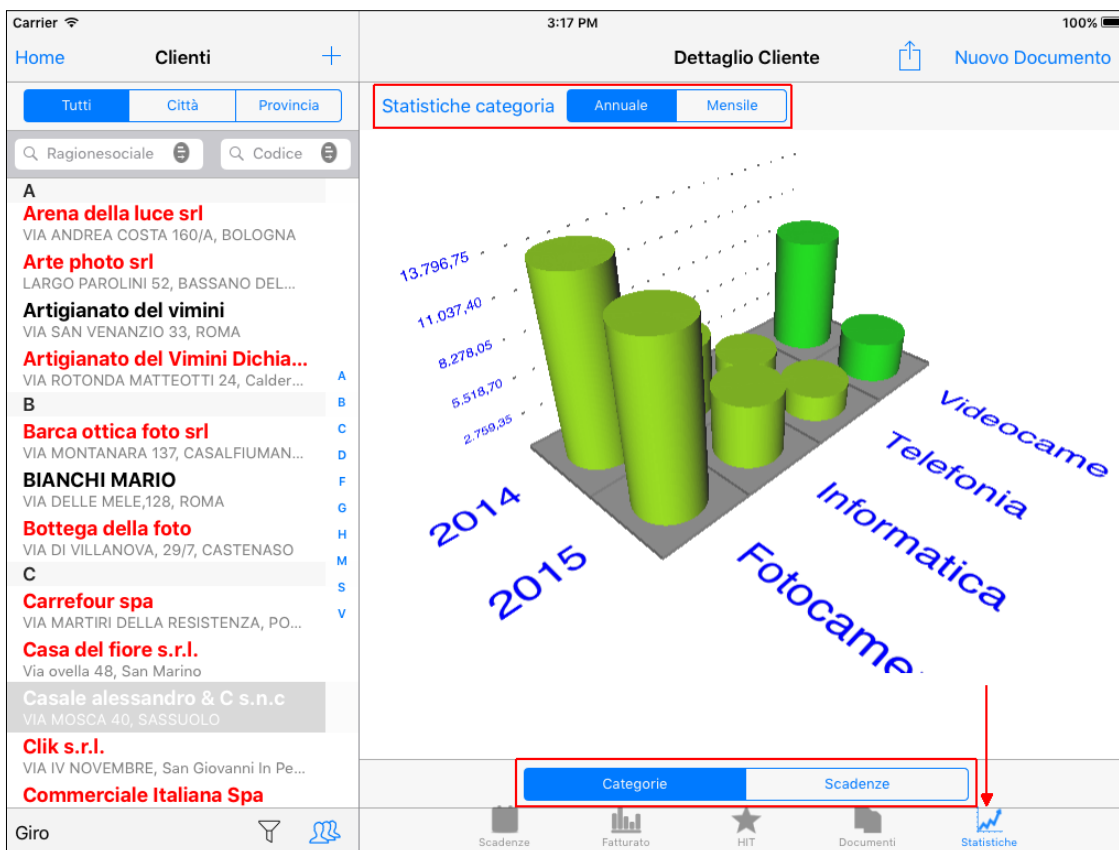 Carrier 3:17 PM 100%
Home Clienti + Dettaglio Cliente Nuovo Documento
Tutti Città Provincia
Statistiche categoria Annuale Mensile
Ragionesociale Codice
A
Arena della luce srl
VIA ANDREA COSTA 160/A, BOLOGNA
Arte photo srl
LARGO PAROLINI 52, BASSANO DEL...
Artigianato del vimini
VIA SAN VENANZIO 33, ROMA
Artigianato del Vimini Dichia...
VIA ROTONDA MATTEOTTI 24, Calder...
B
Barca ottica foto srl
VIA MONTANARA 137, CASALFIUMAN...
BIANCHI MARIO
VIA DELLE MELE,128, ROMA
Bottega della foto
VIA DI VILLANOVA, 29/7, CASTENASO
C
Carrefour spa
VIA MARTIRI DELLA RESISTENZA, PO...
Casa del fiore s.r.l.
Via ovella 48, San Marino
Casale alessandro & C s.n.c
VIA MOSCA 40, SASSUOLO
Clik s.r.l.
VIA IV NOVEMBRE, San Giovanni In Pe...
Commerciale Italiana Spa
A
B
C
D
F
G
H
M
S
V
Giro
13.796,75
11.037,40
8.278,05
5.518,70
2.759,35
2014
2015
Videocame
Telefonia
Informatica
Fotocame
Categorie Scadenze
Scadenze Fatturato HIT Documenti Statistiche